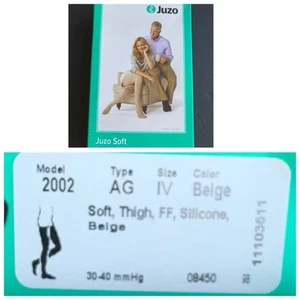 Juzo
Juzo Soft
Model Type Size Color
2002 AG IV Beige
Soft, Thigh, FF, Silicone,
Beige
30-40 mmHg 08450
11103611